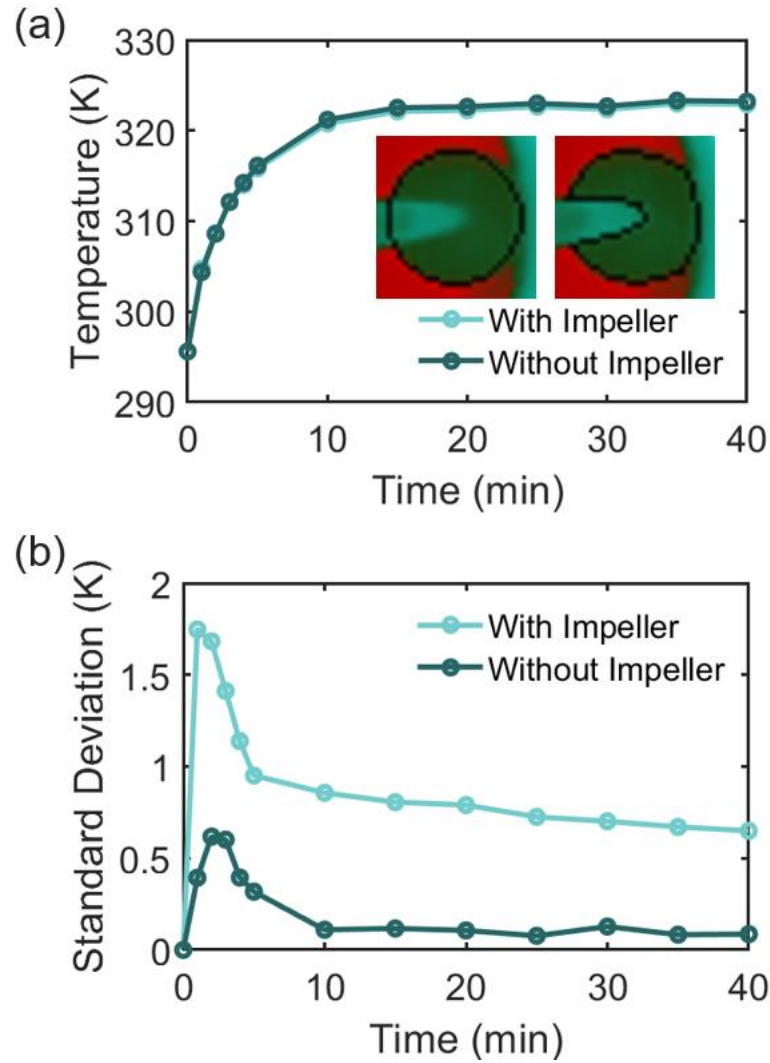 (a)
330
320
310
300
290
Temperature (K)
With Impeller
Without Impeller
0
10
20
30
40
Time (min)
(b)
2
1.5
1
0.5
0
Standard Deviation (K)
With Impeller
Without Impeller
0
10
20
30
40
Time (min)